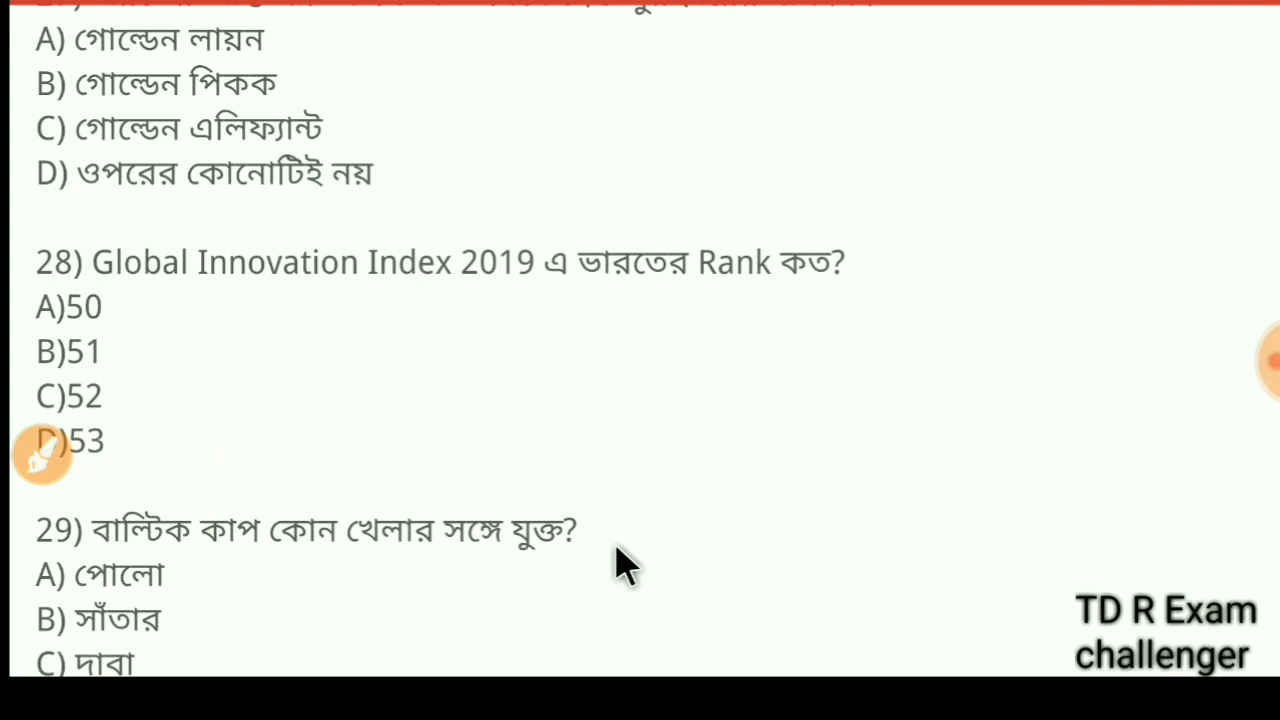 A) গোল্ডেন লায়ন
B) গোল্ডেন পিকক
C) গোল্ডেন এলিফ্যান্ট
D) ওপরের কোনোটিই নয়
28) Global Innovation Index 2019 এ ভারতের Rank কত?
A)50
B)51
C)52
D)53
29) বাল্টিক কাপ কোন খেলার সঙ্গে যুক্ত?
A) পোলো
B) সাঁতার
C) দাবা
TD R Exam
challenger